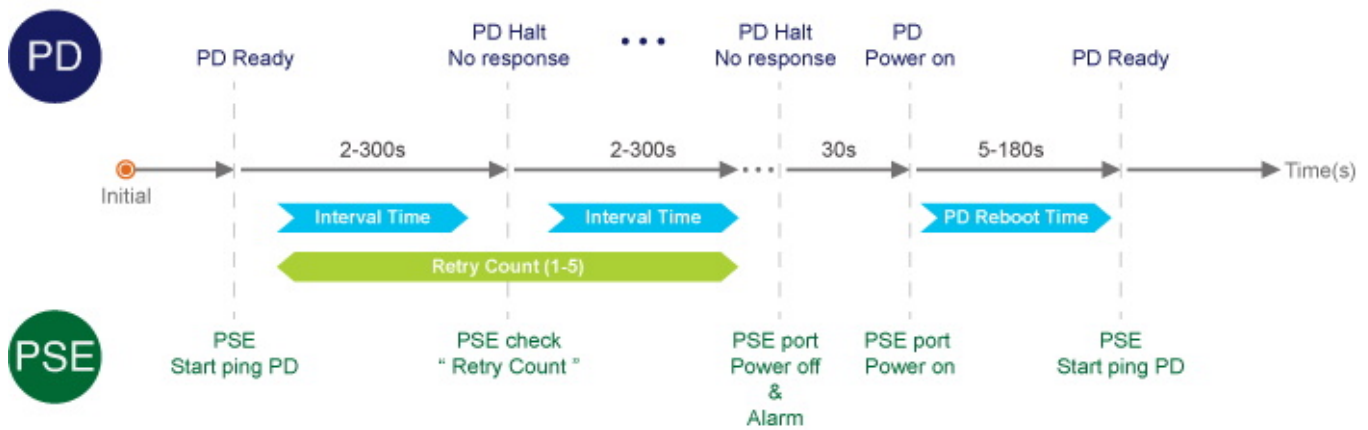 PD
PD Ready
PD Halt
No response
• • •
PD Halt
No response
PD
Power on
PD Ready
Initial
2-300s
2-300s
30s
5-180s
Time(s)
Interval Time
Interval Time
PD Reboot Time
Retry Count (1-5)
PSE
PSE
Start ping PD
PSE check
“ Retry Count ”
PSE port
Power off
&
Alarm
PSE port
Power on
PSE
Start ping PD